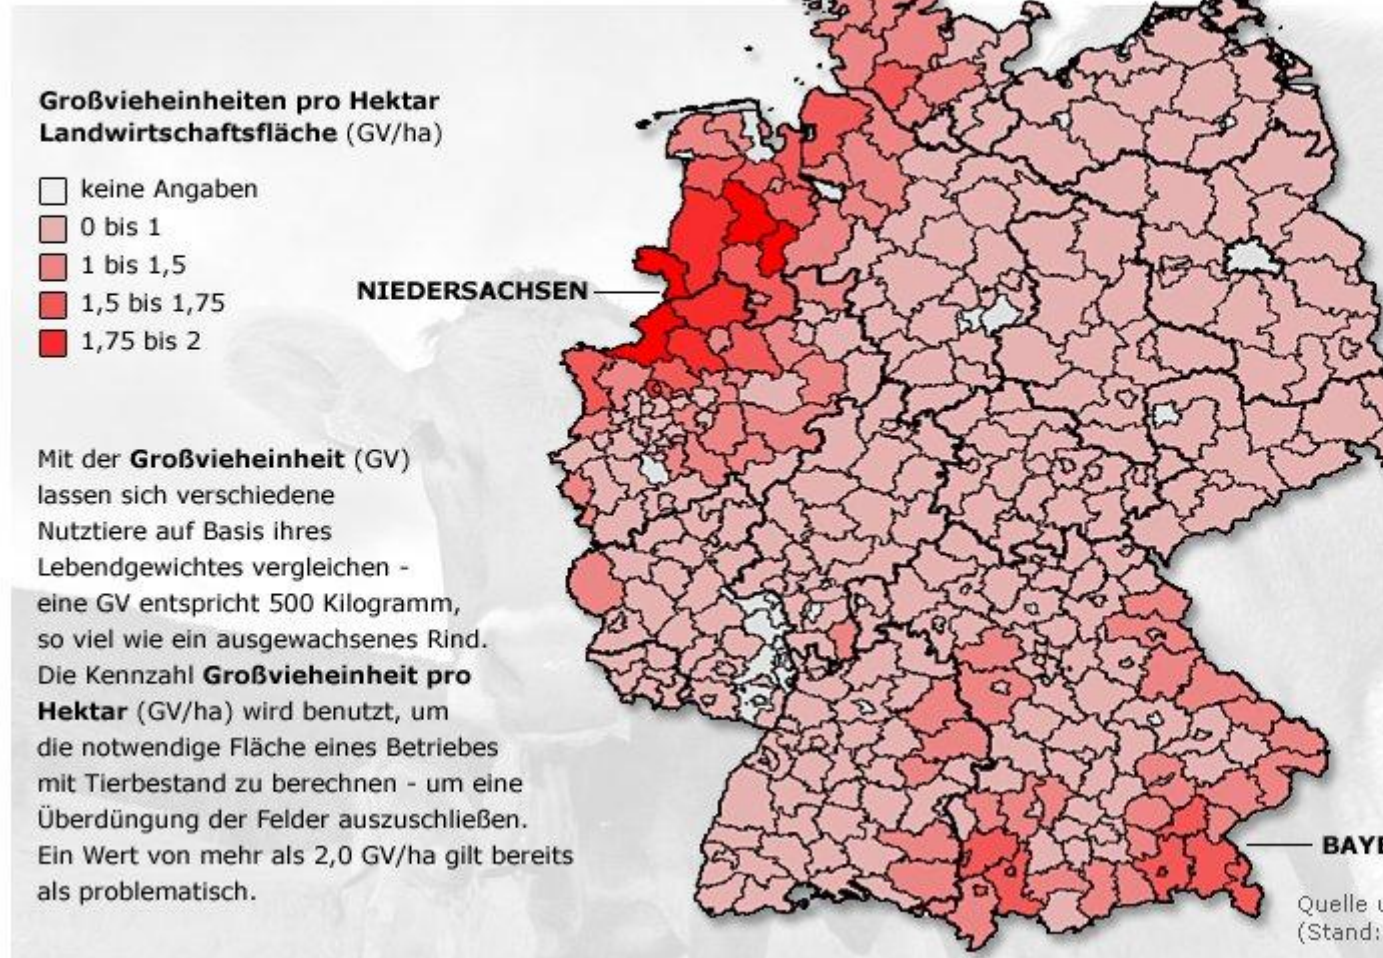 Großvieheinheiten pro Hektar
Landwirtschaftsfläche (GV/ha)
keine Angaben
0 bis 1
1 bis 1,5
1,5 bis 1,75
1,75 bis 2
NIEDERSACHSEN
Mit der Großvieheinheit (GV)
lassen sich verschiedene
Nutztiere auf Basis ihres
Lebendgewichtes vergleichen -
eine GV entspricht 500 Kilogramm,
so viel wie ein ausgewachsenes Rind.
Die Kennzahl Großvieheinheit pro
Hektar (GV/ha) wird benutzt, um
die notwendige Fläche eines Betriebes
mit Tierbestand zu berechnen - um eine
Überdüngung der Felder auszuschließen.
Ein Wert von mehr als 2,0 GV/ha gilt bereits
als problematisch.
BAYE
Quelle u
(Stand: